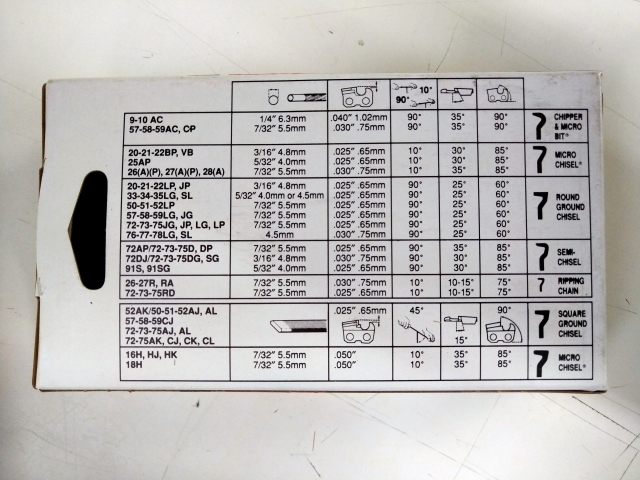 10°
90°
9-10 AC 1/4" 6.3mm .040" 1.02mm 90° 35° 90° CHIPPER
57-58-59AC, CP 7/32" 5.5mm .030" .75mm 90° 35° 90° & MICRO
BIT®
20-21-22BP, VB 3/16" 4.8mm .025" .65mm 10° 30° 85° MICRO
25AP 5/32" 4.0mm .025" .65mm 10° 30° 85° CHISEL®
26(A)(P), 27(A)(P), 28(A) 7/32" 5.5mm .030" .75mm 10° 30° 85°
20-21-22LP, JP 3/16" 4.8mm .025" .65mm 90° 25° 60°
33-34-35LG, SL 5/32" 4.0mm or 4.5mm .025" .65mm 90° 25° 60° ROUND
50-51-52LP 7/32" 5.5mm .025" .65mm 90° 25° 60° GROUND
57-58-59LG, JG 7/32" 5.5mm .025" .65mm 90° 25° 60° CHISEL
72-73-75JG, JP, LG, LP 7/32" 5.5mm .025" .65mm 90° 25° 60°
76-77-78LG, SL 4.5mm .030" .75mm 90° 25° 60°
72AP/72-73-75D, DP 7/32" 5.5mm .025" .65mm 90° 35° 85° SEMI-
72DJ/72-73-75DG, SG 3/16" 4.8mm .025" .65mm 90° 30° 85° CHISEL
91S, 91SG 5/32" 4.0mm .025" .65mm 90° 30° 85°
26-27R, RA 7/32" 5.5mm .030" .75mm 10° 10-15° 75° RIPPING
72-73-75RD 7/32" 5.5mm .025" .65mm 10° 10-15° 75° CHAIN
52AK/50-51-52AJ, AL .025" .65mm 45° 90° SQUARE
57-58-59CJ GROUND
72-73-75AJ, AL CHISEL
72-75AK, CJ, CK, CL 15°
16H, HJ, HK 7/32" 5.5mm .050" 10° 35° 85° MICRO
18H 7/32" 5.5mm .050" 10° 35° 85° CHISEL®